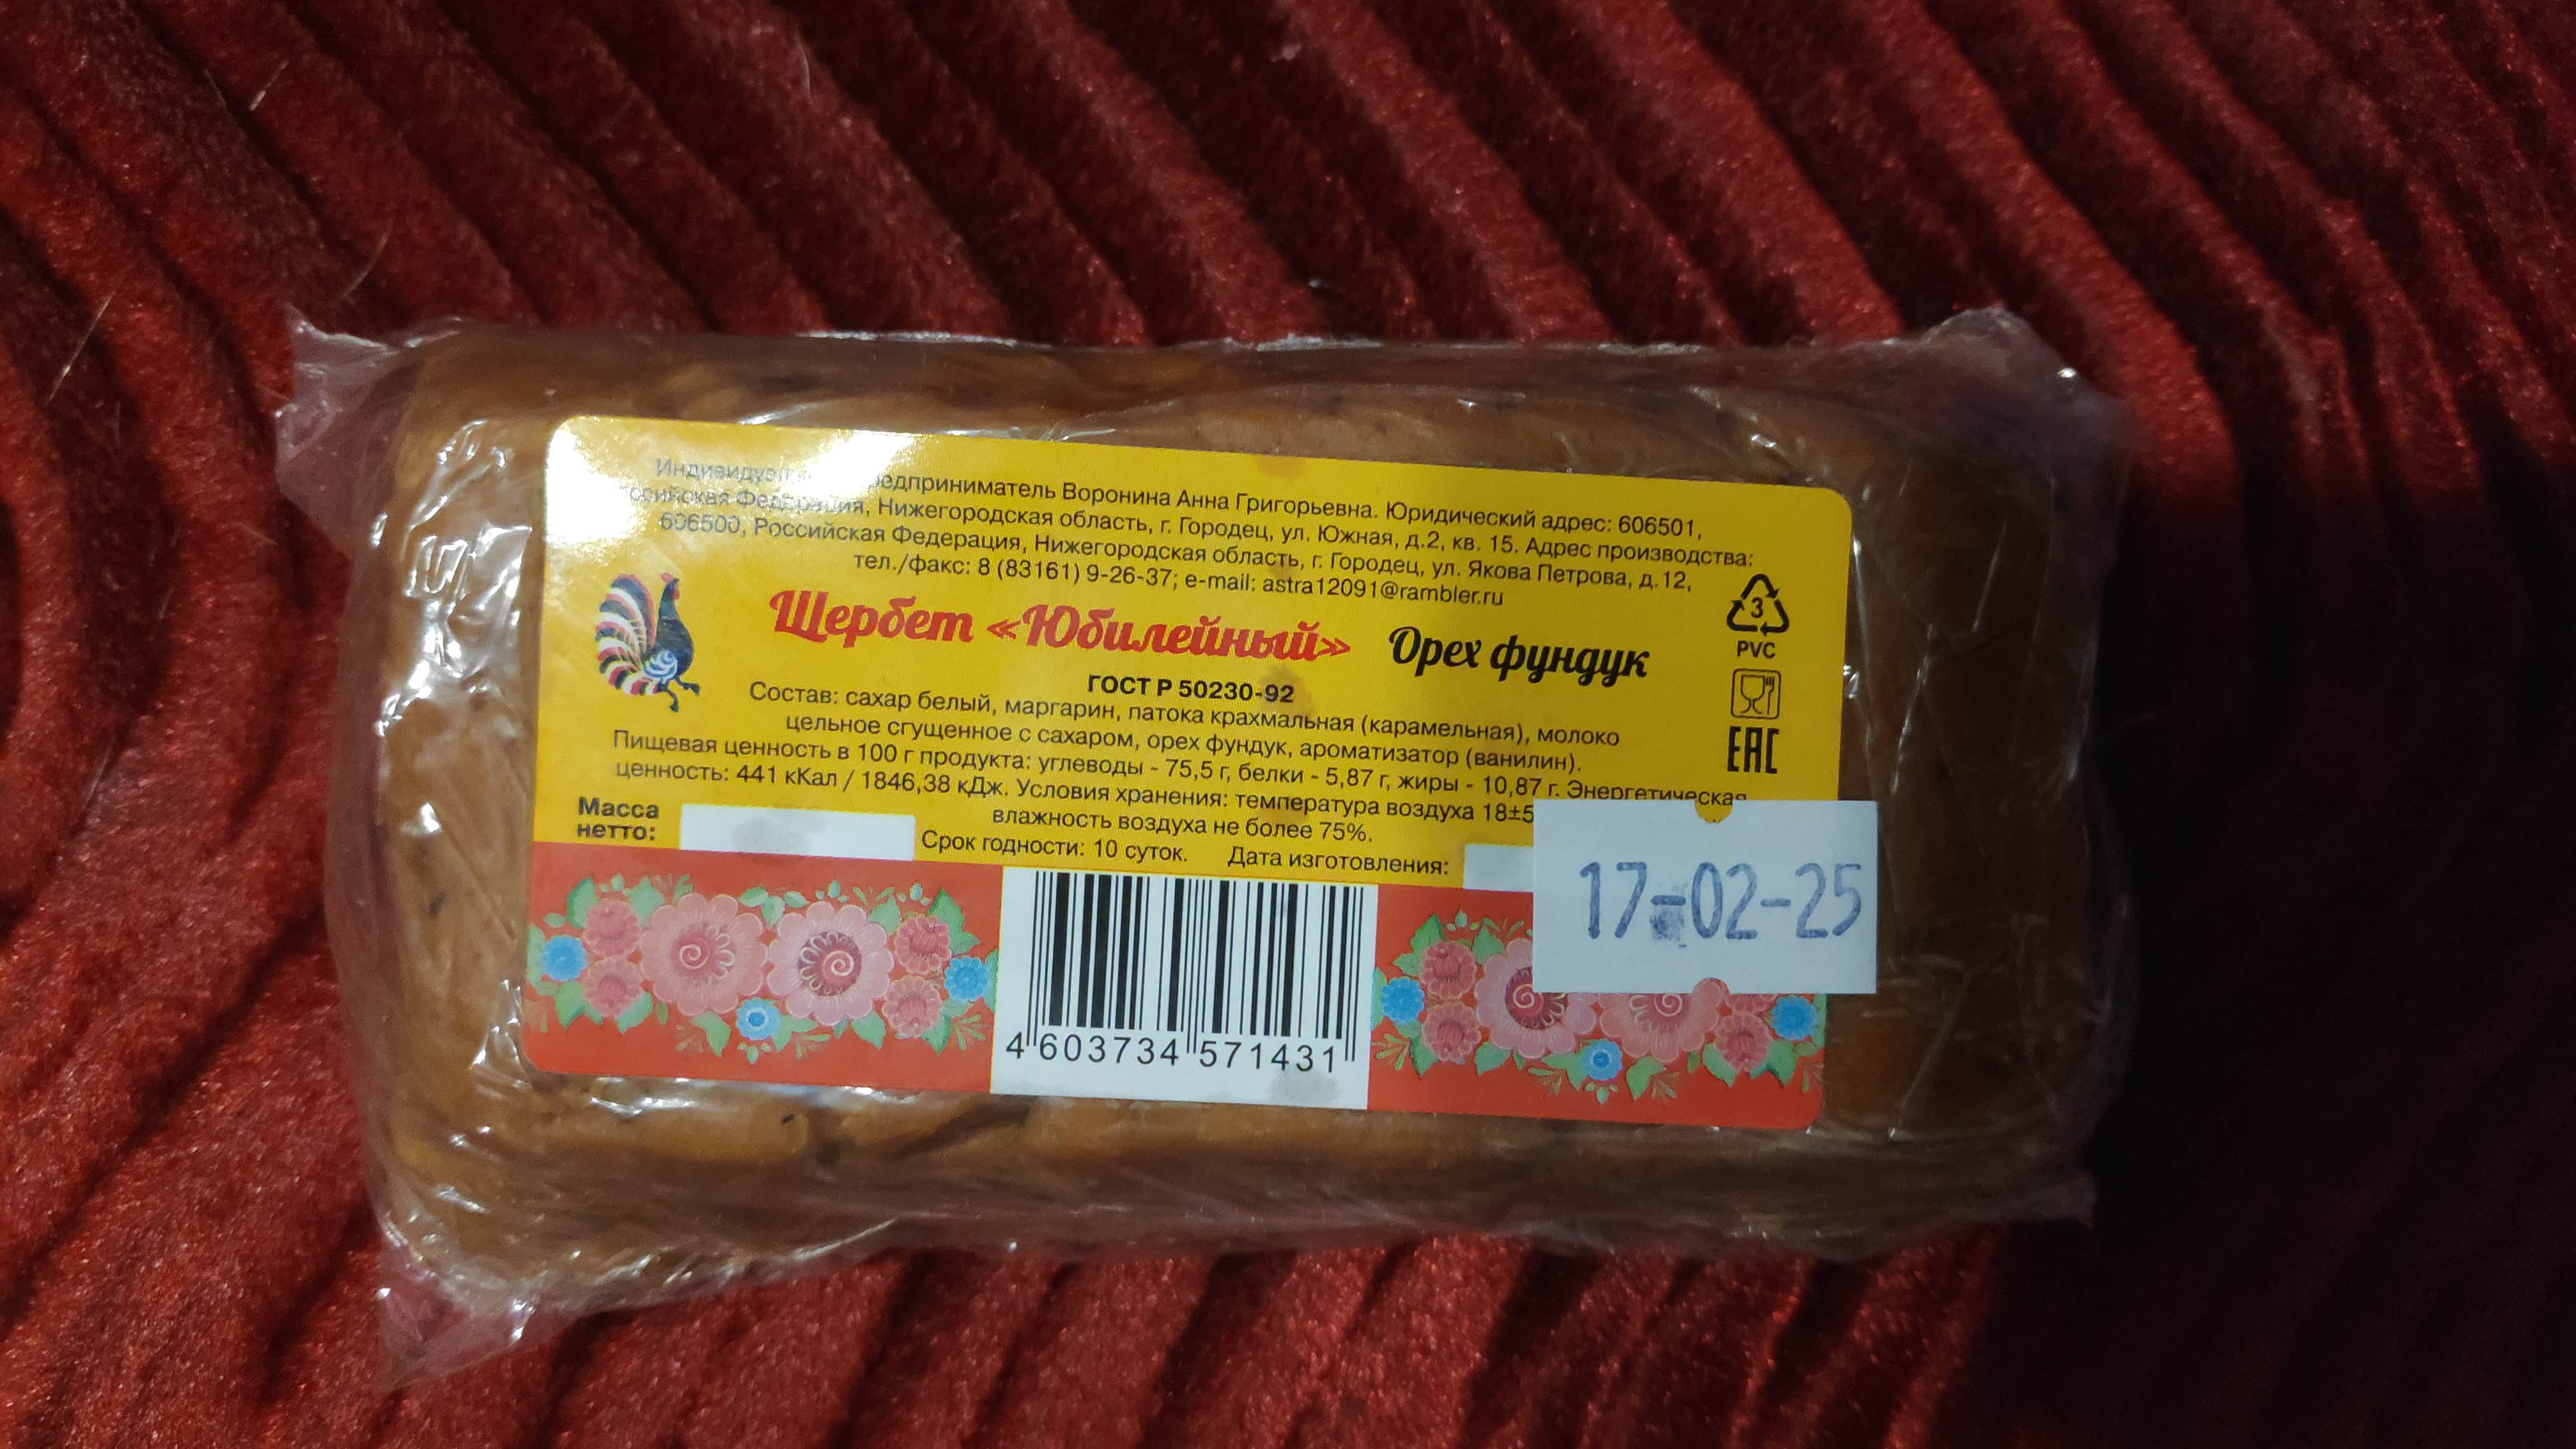 предприниматель Воронина Анна Григорьевна. Юридический адрес: 606501,
Российская Федерация, Нижегородская область, г. Городец, ул. Южная, д.2, кв. 15. Адрес производства:
606500, Российская Федерация, Нижегородская область, г. Городец, ул. Якова Петрова, д.12,
тел./факс: 8 (83161) 9-26-37; e-mail: astra12091@rambler.ru
Щербет «Юбилейный» Орех фундук
3
PVC
ГОСТ Р 50230-92
Состав: сахар белый, маргарин, патока крахмальная (карамельная), молоко
цельное сгущенное с сахаром, орех фундук, ароматизатор (ванилин).
Пищевая ценность в 100 г продукта: углеводы - 75,5 г, белки - 5,87 г, жиры - 10,87 г. Энергетическая
ценность: 441 кКал / 1846,38 кДж. Условия хранения: температура воздуха 18±5
влажность воздуха не более 75%.
EAC
Масса
нетто:
Срок годности: 10 суток. Дата изготовления:
17-02-25
4 603734 571431